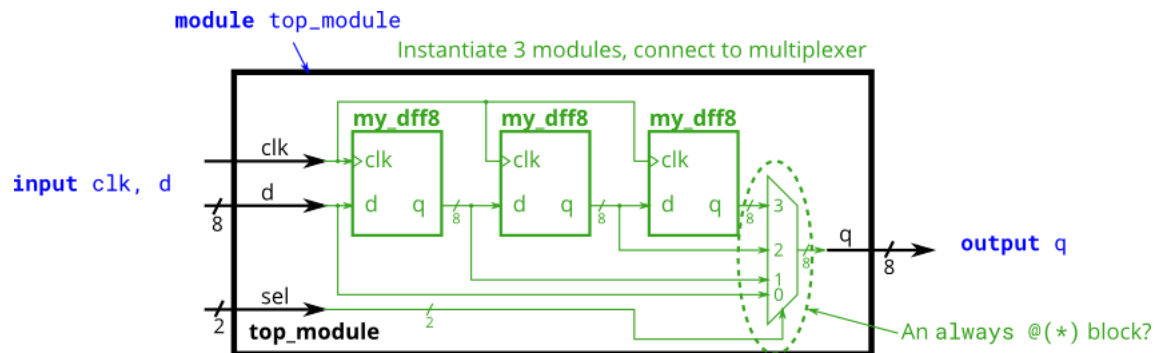 module top_module
Instantiate 3 modules, connect to multiplexer
my_dff8 my_dff8 my_dff8
clk clk clk clk
input clk, d
d d q d q d q 3
8 8 8 8
2
q output q
8 8
1
0
sel
2 2
top_module
An always @(*) block?